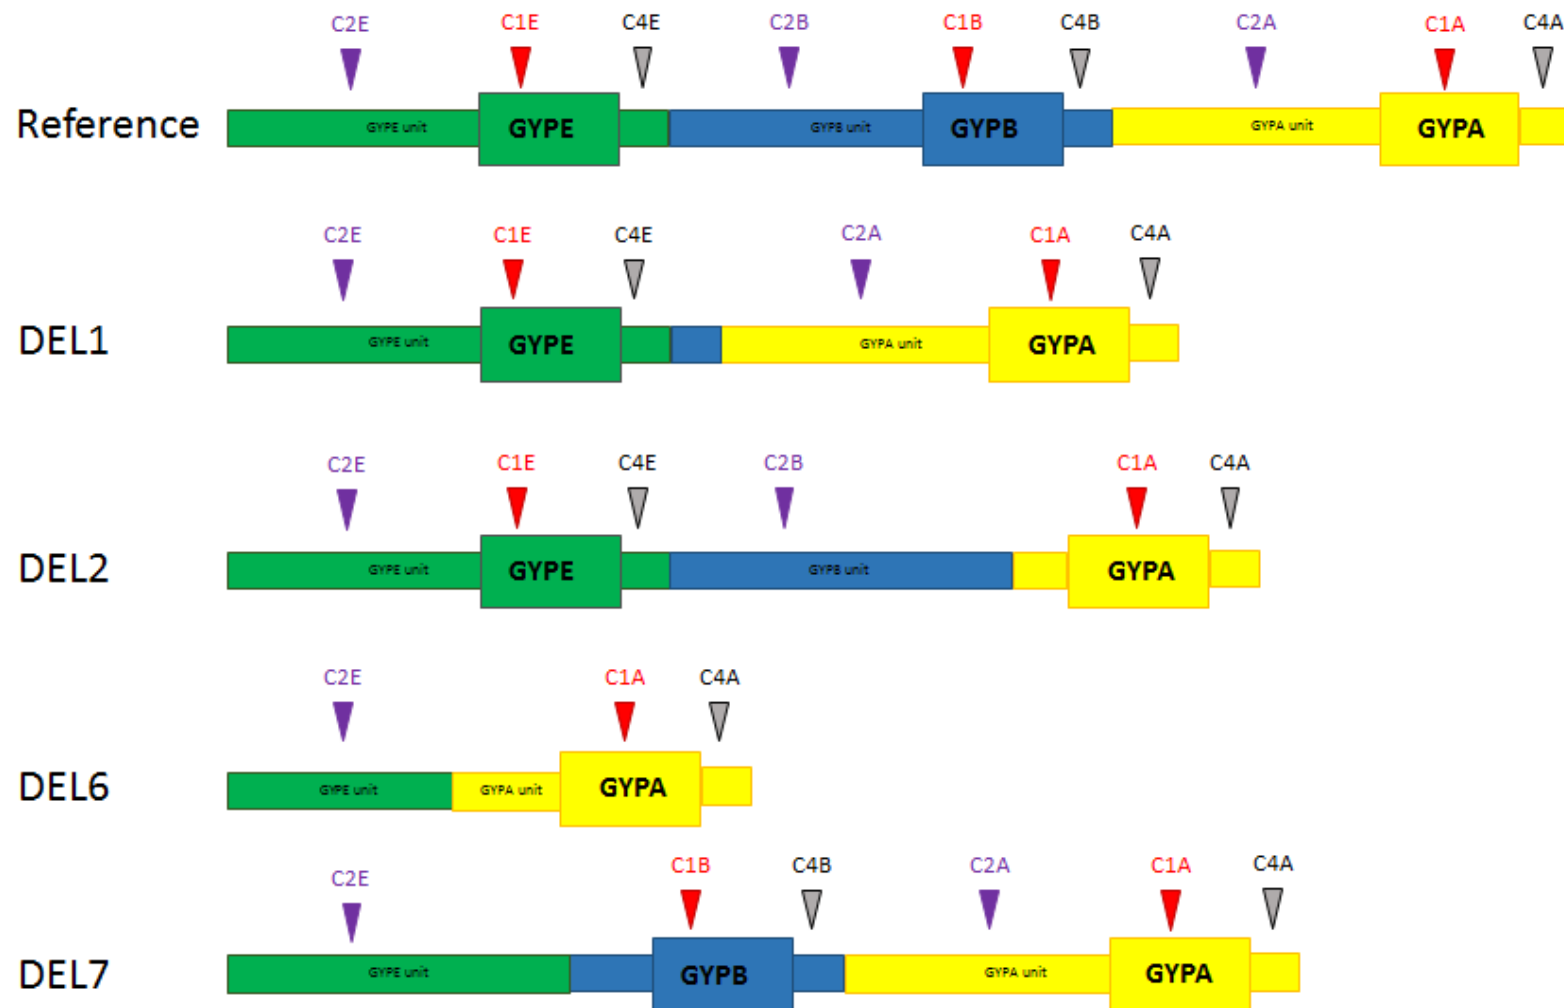 C2E C1E C4E C2B C1B C4B C2A C1A C4A
Reference GYPE unit GYPE GYPB unit GYPB GYPA unit GYPA
C2E C1E C4E C2A C1A C4A
DEL1 GYPE unit GYPE GYPA unit GYPA
C2E C1E C4E C2B C1A C4A
DEL2 GYPE unit GYPE GYPB unit GYPA
C2E C1A C4A
DEL6 GYPE unit GYPA unit GYPA
C2E C1B C4B C2A C1A C4A
DEL7 GYPE unit GYPB GYPA unit GYPA